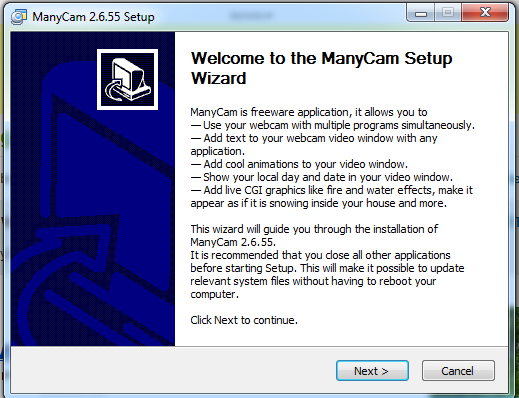 ManyCam 2.6.55 Setup
Welcome to the ManyCam Setup
Wizard
ManyCam is freeware application, it allows you to
— Use your webcam with multiple programs simultaneously.
— Add text to your webcam video window with any
application.
— Add cool animations to your video window.
— Show your local day and date in your video window.
— Add live CGI graphics like fire and water effects, make it
appear as if it is snowing inside your house and more.
This wizard will guide you through the installation of
ManyCam 2.6.55.
It is recommended that you close all other applications
before starting Setup. This will make it possible to update
relevant system files without having to reboot your
computer.
Click Next to continue.
Next >
Cancel